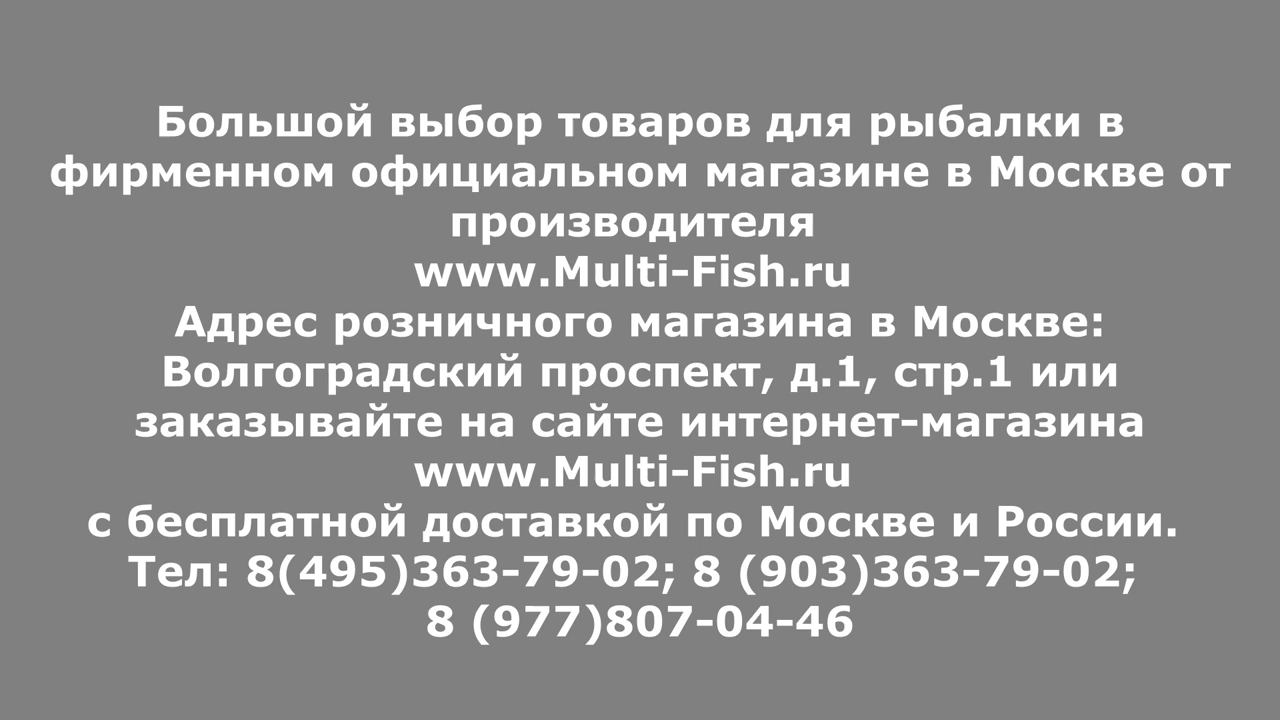 Большой выбор товаров для рыбалки в
фирменном официальном магазине в Москве от
производителя
www.Multi-Fish.ru
Адрес розничного магазина в Москве:
Волгоградский проспект, д.1, стр.1 или
заказывайте на сайте интернет-магазина
www.Multi-Fish.ru
с бесплатной доставкой по Москве и России.
Тел: 8(495)363-79-02; 8 (903)363-79-02;
8 (977)807-04-46